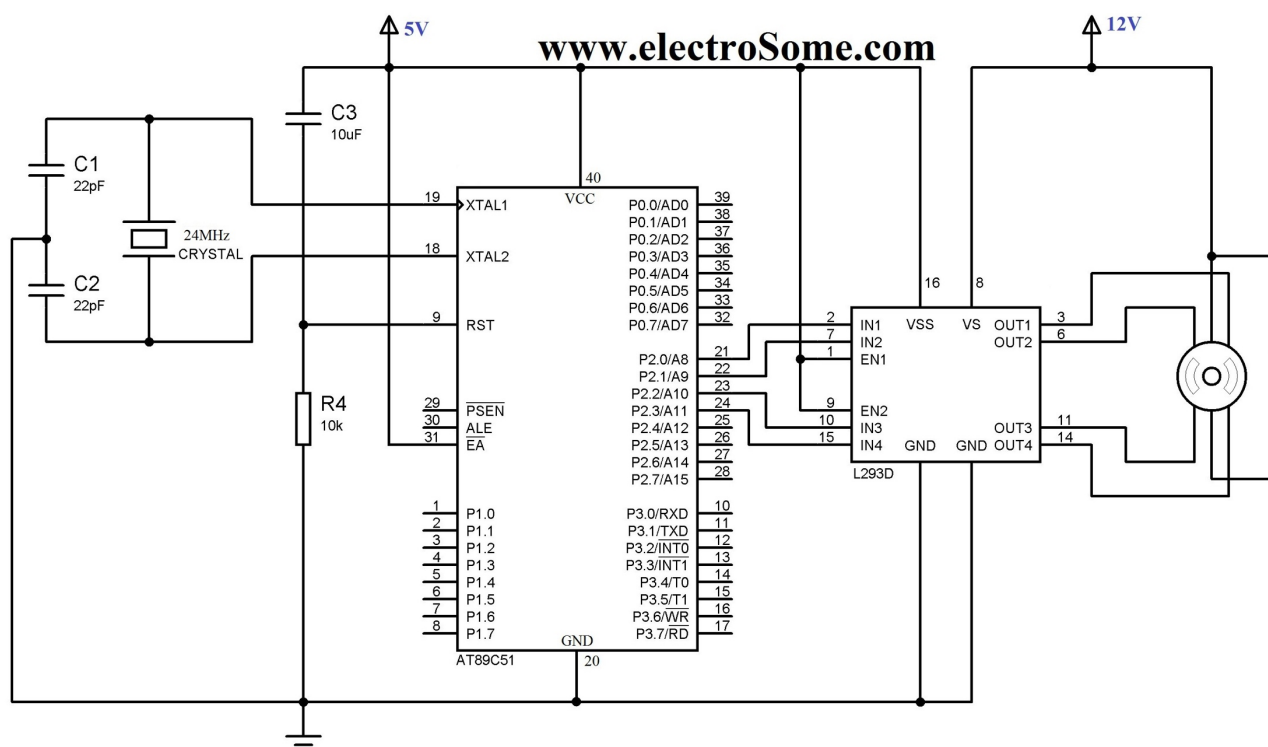 5V
www.electroSome.com
12V
C3
10uF
C1
22pF
24MHz
CRYSTAL
C2
22pF
R4
10k
40
VCC
19 XTAL1
18 XTAL2
9 RST
29 PSEN
30 ALE
31 EA
1 P1.0
2 P1.1
3 P1.2
4 P1.3
5 P1.4
6 P1.5
7 P1.6
8 P1.7
P0.0/AD0 39
P0.1/AD1 38
P0.2/AD2 37
P0.3/AD3 36
P0.4/AD4 35
P0.5/AD5 34
P0.6/AD6 33
P0.7/AD7 32
P2.0/A8 21
P2.1/A9 22
P2.2/A10 23
P2.3/A11 24
P2.4/A12 25
P2.5/A13 26
P2.6/A14 27
P2.7/A15 28
P3.0/RXD 10
P3.1/TXD 11
P3.2/INT0 12
P3.3/INT1 13
P3.4/T0 14
P3.5/T1 15
P3.6/WR 16
P3.7/RD 17
GND
20
AT89C51
16 8
VSS VS
2 IN1
7 IN2
1 EN1
9 EN2
10 IN3
15 IN4
OUT1 3
OUT2 6
OUT3 11
OUT4 14
GND GND
L293D